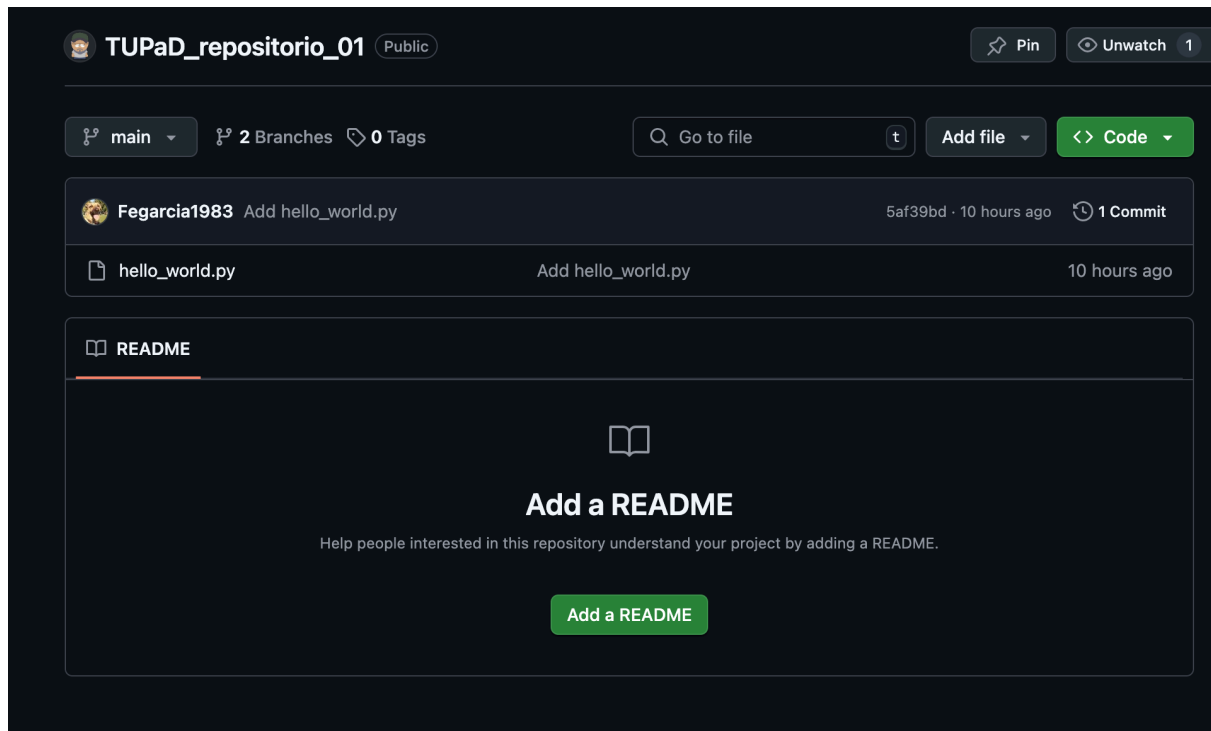 TUPaD_repositorio_01 Public Pin Unwatch 1
main 2 Branches 0 Tags Go to file t Add file Code
Fegarcia1983 Add hello_world.py 5af39bd · 10 hours ago 1 Commit
hello_world.py Add hello_world.py 10 hours ago
README
Add a README
Help people interested in this repository understand your project by adding a README.
Add a README